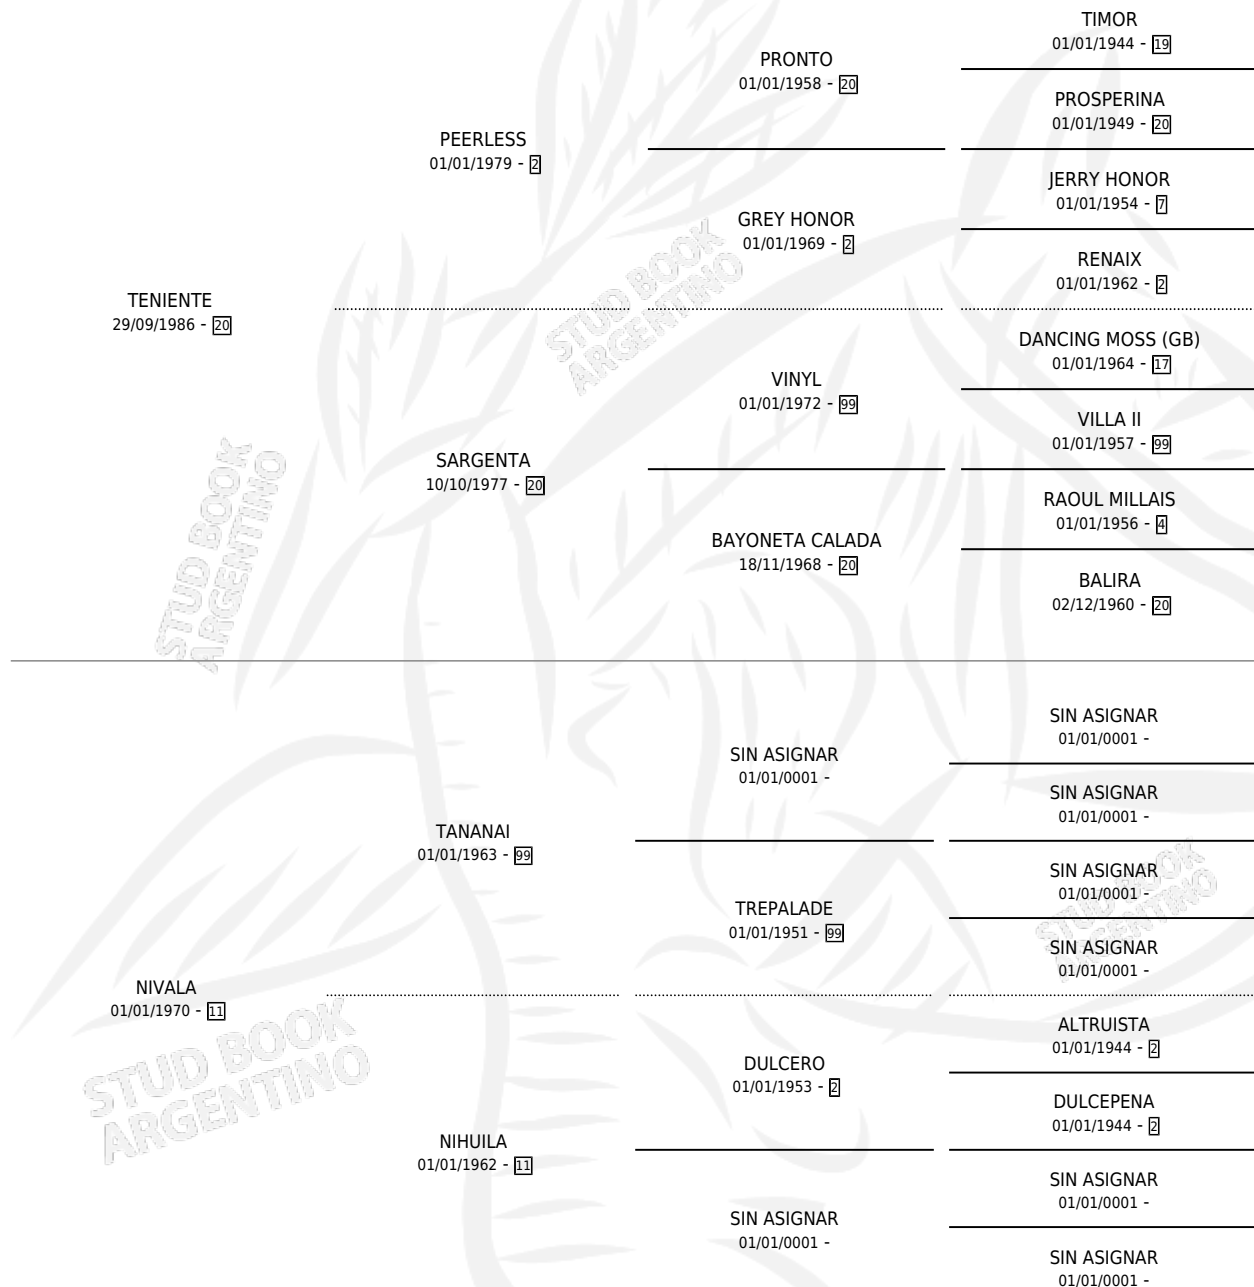 TIMOR
01/01/1944 - 19
PRONTO
01/01/1958 - 20
PROSPERINA
01/01/1949 - 20
PEERLESS
01/01/1979 - 2
JERRY HONOR
01/01/1954 - 7
GREY HONOR
01/01/1969 - 2
RENAIX
01/01/1962 - 2
TENIENTE
29/09/1986 - 20
STUD BOOK
ARGENTINO
DANCING MOSS (GB)
01/01/1964 - 17
VINYL
01/01/1972 - 99
VILLA II
01/01/1957 - 99
SARGENTA
10/10/1977 - 20
RAOUL MILLAIS
01/01/1956 - 4
BAYONETA CALADA
18/11/1968 - 20
BALIRA
02/12/1960 - 20
STUD BOOK
ARGENTINO
SIN ASIGNAR
01/01/0001 -
SIN ASIGNAR
01/01/0001 -
SIN ASIGNAR
01/01/0001 -
TANANAI
01/01/1963 - 99
SIN ASIGNAR
01/01/0001 -
TREPALADE
01/01/1951 - 99
SIN ASIGNAR
01/01/0001 -
STUD BOOK
ARGENTINO
NIVALA
01/01/1970 - 11
STUD BOOK
ARGENTINO
ALTRUISTA
01/01/1944 - 2
DULCERO
01/01/1953 - 2
DULCEPENA
01/01/1944 - 2
NIHUILA
01/01/1962 - 11
SIN ASIGNAR
01/01/0001 -
SIN ASIGNAR
01/01/0001 -
SIN ASIGNAR
01/01/0001 -